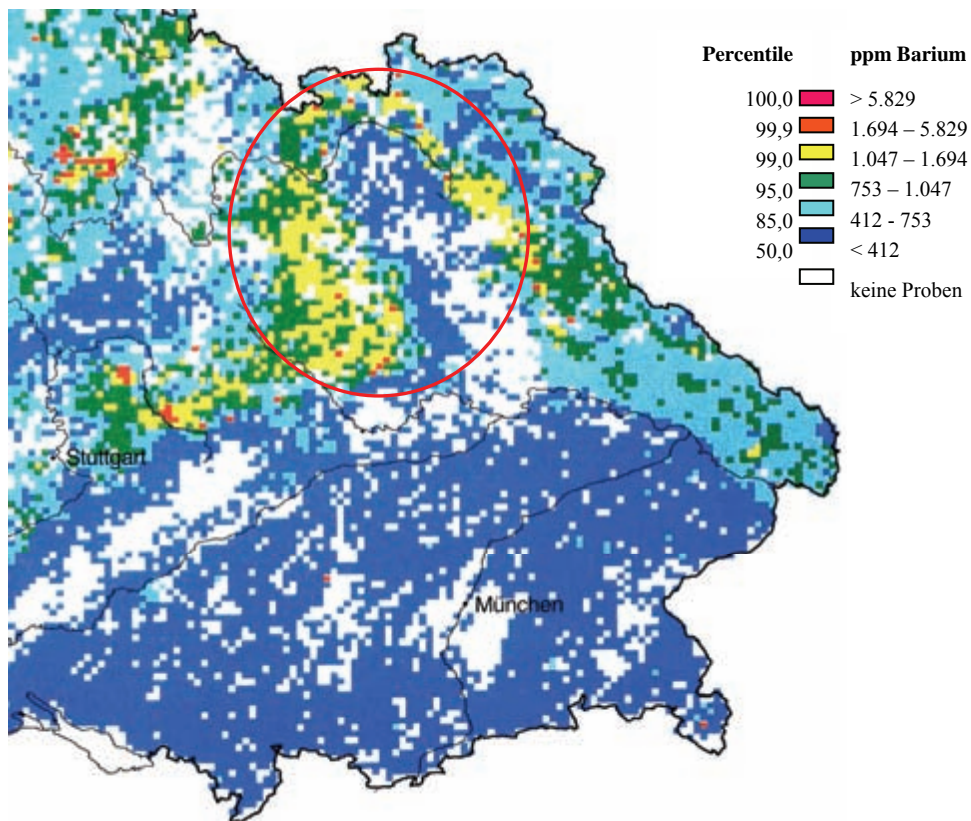 Percentile ppm Barium
100,0 > 5.829
99,9 1.694 – 5.829
99,0 1.047 – 1.694
95,0 753 – 1.047
85,0 412 - 753
50,0 < 412
keine Proben
Stuttgart
München